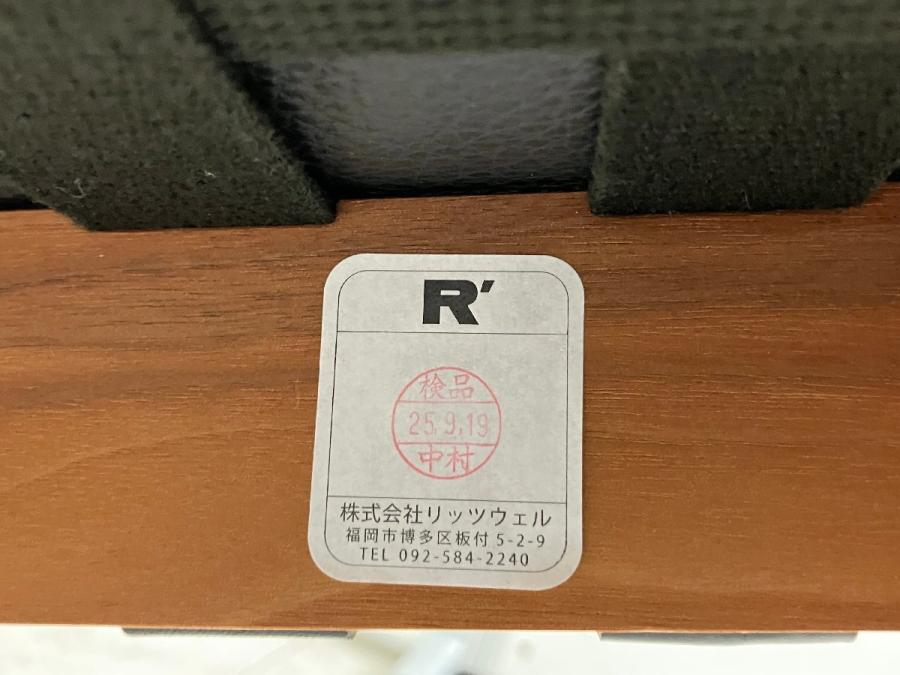 R'
検品
25.9.19
中村
株式会社リッツウェル
福岡市博多区板付 5-2-9
TEL 092-584-2240